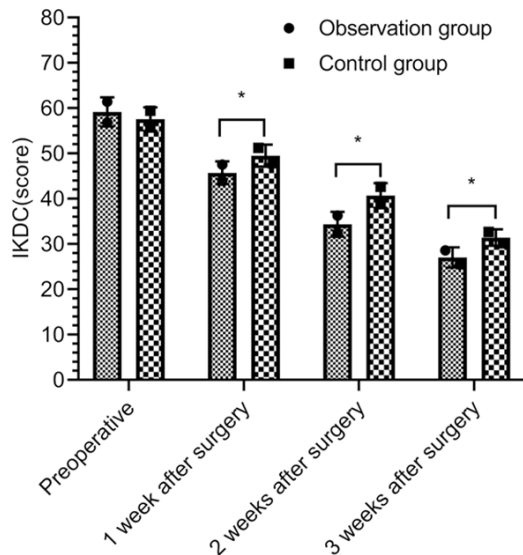 Observation group
Control group
IKDC(score)
80
70
60
50
40
30
20
10
0
*
*
*
Preoperative
1 week after surgery
2 weeks after surgery
3 weeks after surgery